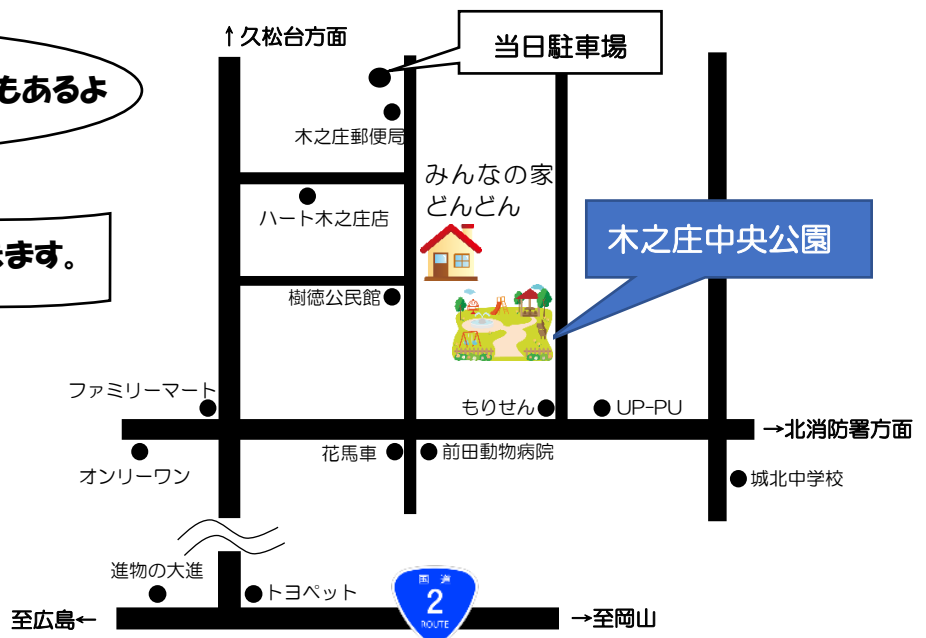 ↑久松台方面
当日駐車場
もあるよ
木之庄郵便局
みんなの家
どんどん
ハート木之庄店
木之庄中央公園
ます。
樹徳公民館
ファミリーマート
もりせん
UP-PU
→北消防署方面
花馬車
前田動物病院
オンリーワン
城北中学校
進物の大進
トヨペット
国道
2
ROUTE
至広島←
→至岡山